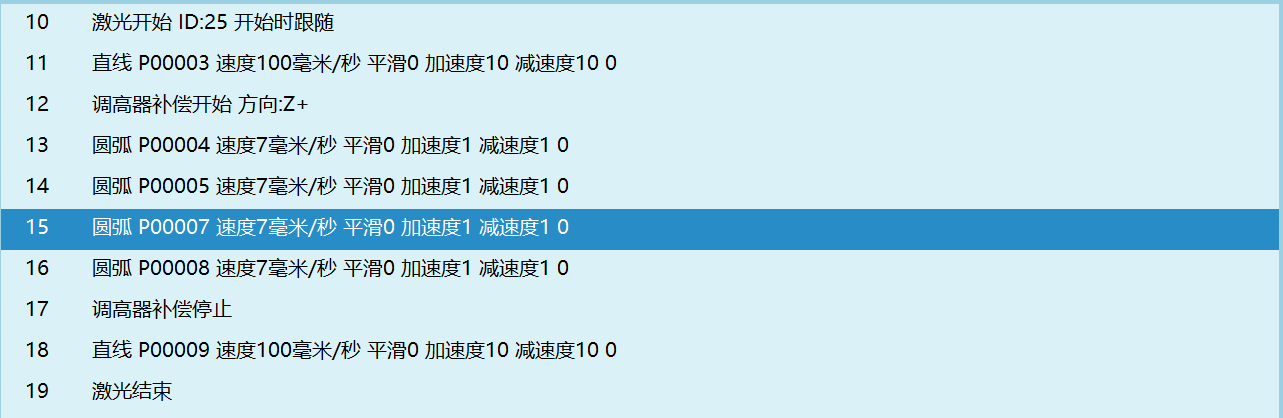 10 激光开始 ID:25 开始时跟随
11 直线 P00003 速度100毫米/秒 平滑0 加速度10 减速度10 0
12 调高器补偿开始 方向:Z+
13 圆弧 P00004 速度7毫米/秒 平滑0 加速度1 减速度1 0
14 圆弧 P00005 速度7毫米/秒 平滑0 加速度1 减速度1 0
15 圆弧 P00007 速度7毫米/秒 平滑0 加速度1 减速度1 0
16 圆弧 P00008 速度7毫米/秒 平滑0 加速度1 减速度1 0
17 调高器补偿停止
18 直线 P00009 速度100毫米/秒 平滑0 加速度10 减速度10 0
19 激光结束